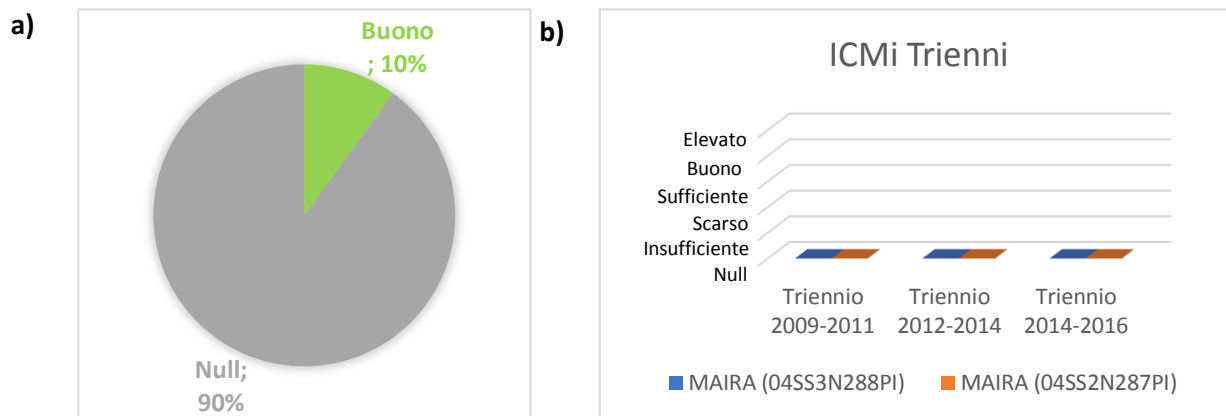 a)
Buono
; 10%
Null;
90%
b)
ICMi Trienni
Elevato
Buono
Sufficiente
Scarso
Insufficiente
Null
Triennio
2009-2011
Triennio
2012-2014
Triennio
2014-2016
MAIRA (04SS3N288PI)
MAIRA (04SS2N287PI)